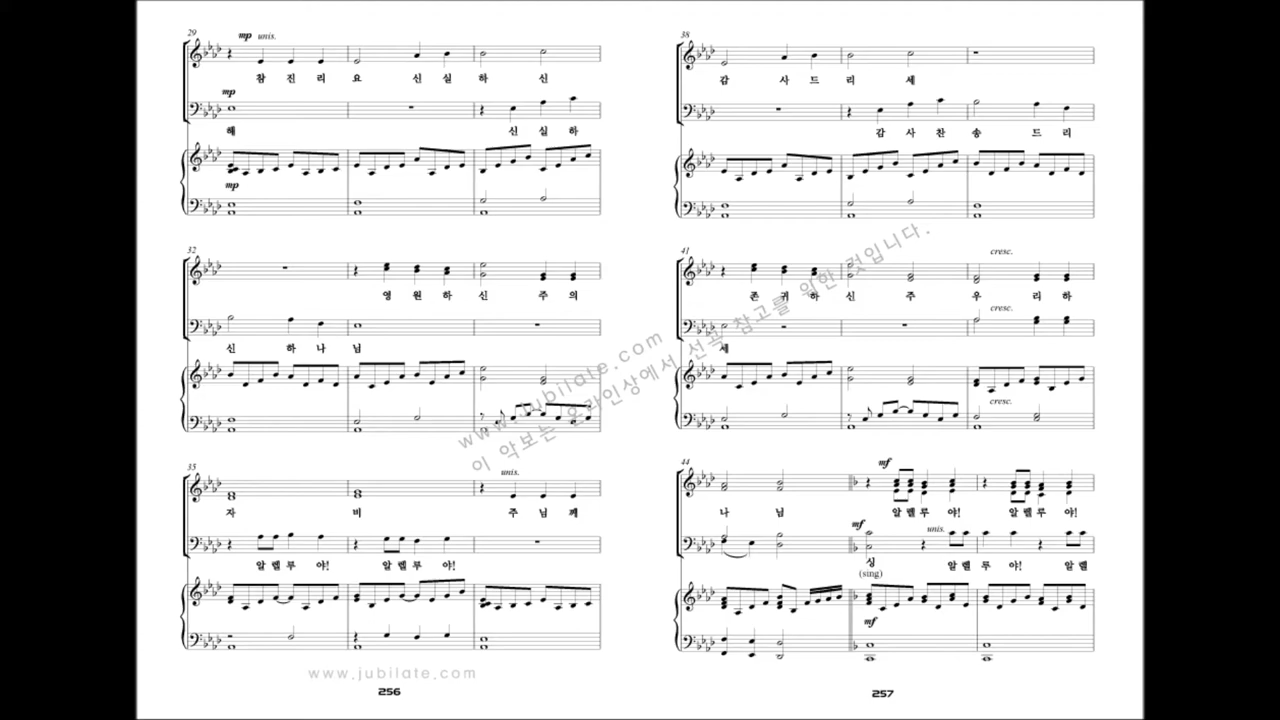 29
mp unis.
참 진 리 요 신 실 하 신
mp
해 신 실 하
mp
32
영 원 하 신 주 의
신 하 나 님
35
unis.
자 비 주 님 께
알 렐 루 야! 알 렐 루 야!
www.jubilate.com
256
38
감 사 드 리 세
감 사 찬 송 드 리
41
cresc.
존 귀 하 신 주 우 리 하
cresc.
세
cresc.
44
mf
나 님 알 렐 루 야! 알 렐 루 야!
mf unis.
싱 알 렐 루 야! 알 렐
(sing)
mf
257
www.jubilate.com
이 악보는 온라인상에서 선곡 참고를 위한 것입니다.